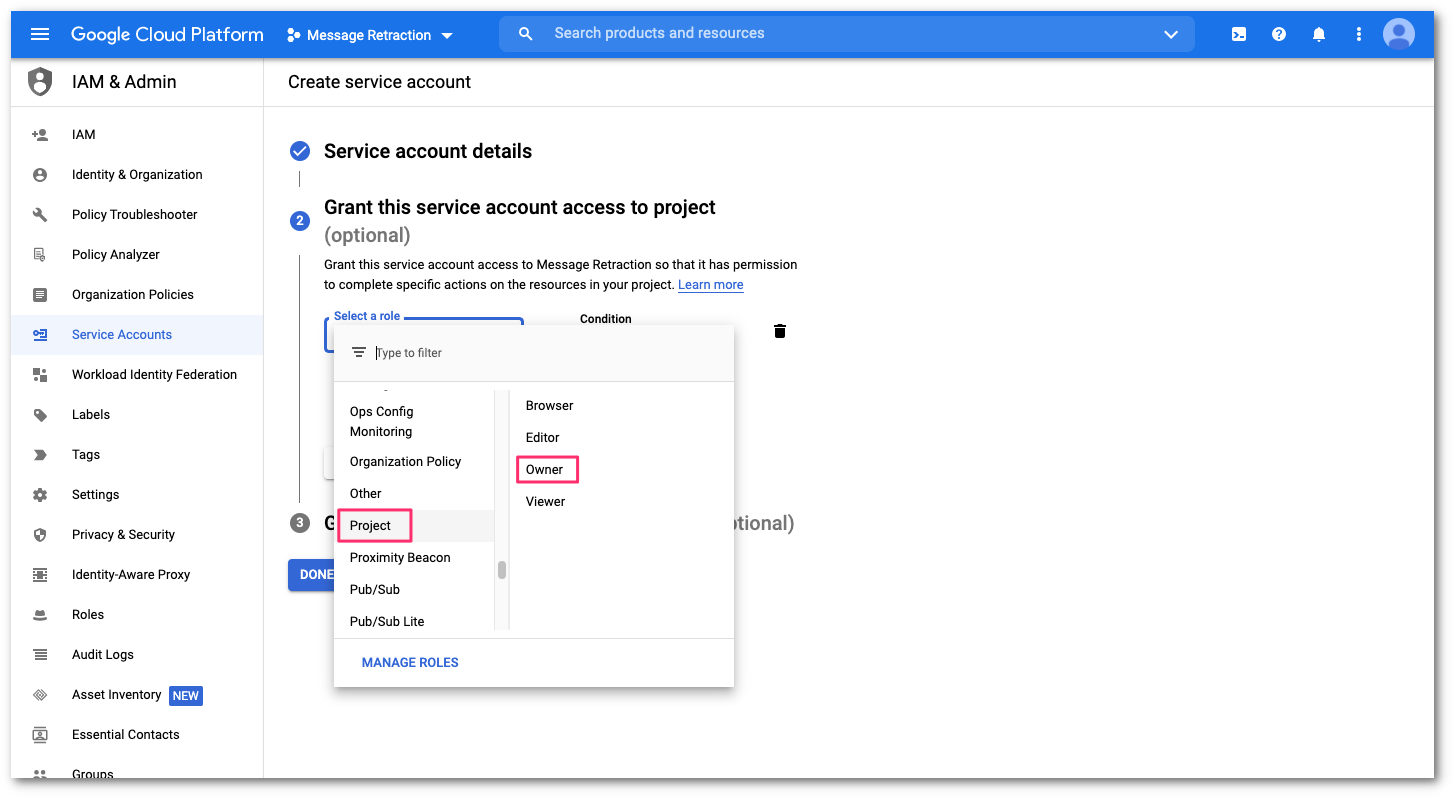 Google Cloud Platform
Message Retraction
Search products and resources
IAM & Admin
Create service account
IAM
Identity & Organization
Policy Troubleshooter
Policy Analyzer
Organization Policies
Service Accounts
Workload Identity Federation
Labels
Tags
Settings
Privacy & Security
Identity-Aware Proxy
Roles
Audit Logs
Asset Inventory NEW
Essential Contacts
Groups
Service account details
2
Grant this service account access to project
(optional)
Grant this service account access to Message Retraction so that it has permission
to complete specific actions on the resources in your project. Learn more
Select a role
Condition
Type to filter
Ops Config
Monitoring
Organization Policy
Other
Project
Proximity Beacon
Pub/Sub
Pub/Sub Lite
Browser
Editor
Owner
Viewer
MANAGE ROLES
3
DONE